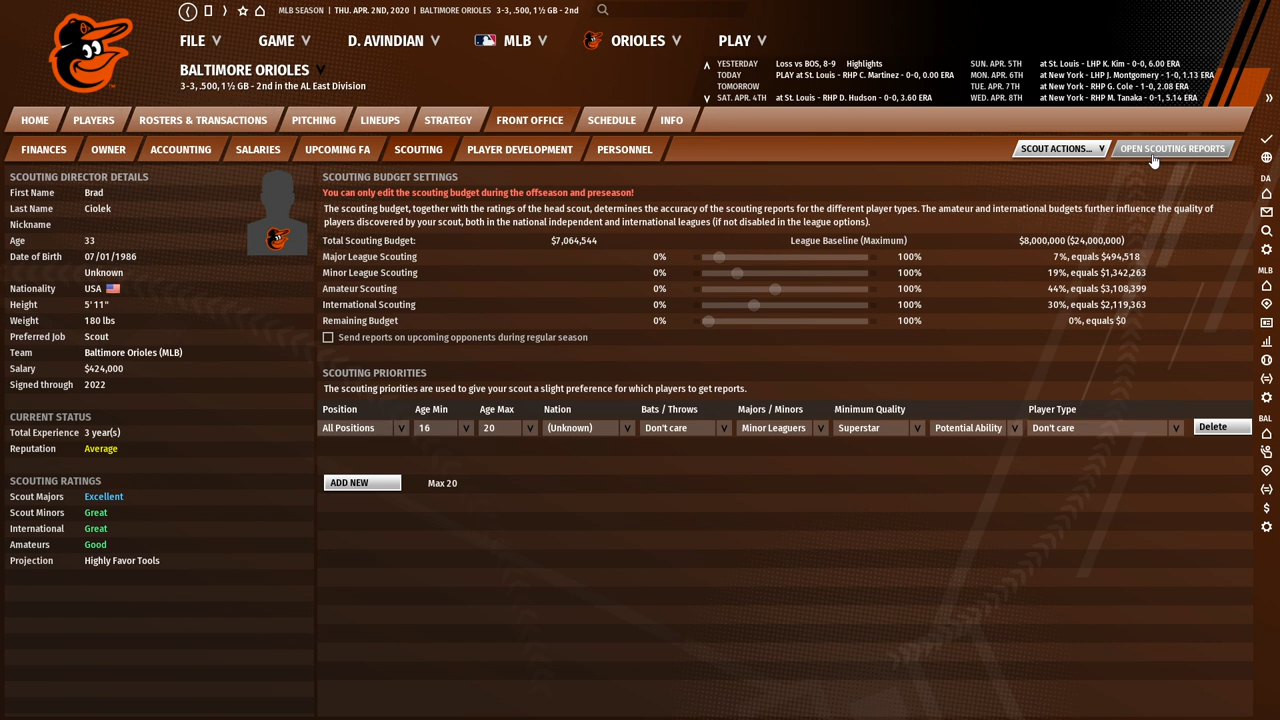 MLB SEASON | THU. APR. 2ND, 2020 | BALTIMORE ORIOLES 3-3, .500, 1½ GB - 2nd
FILE GAME D. AVINDIAN MLB ORIOLES PLAY
BALTIMORE ORIOLES
3-3, .500, 1½ GB - 2nd in the AL East Division
YESTERDAY Loss vs BOS, 8-9 Highlights SUN. APR. 5TH at St. Louis - LHP K. Kim - 0-0, 6.00 ERA
TODAY PLAY at St. Louis - RHP C. Martinez - 0-0, 0.00 ERA MON. APR. 6TH at New York - LHP J. Montgomery - 1-0, 1.13 ERA
TOMORROW TUE. APR. 7TH at New York - RHP G. Cole - 1-0, 2.08 ERA
SAT. APR. 4TH at St. Louis - RHP D. Hudson - 0-0, 3.60 ERA WED. APR. 8TH at New York - RHP M. Tanaka - 0-1, 5.14 ERA
HOME PLAYERS ROSTERS & TRANSACTIONS PITCHING LINEUPS STRATEGY FRONT OFFICE SCHEDULE INFO
FINANCES OWNER ACCOUNTING SALARIES UPCOMING FA SCOUTING PLAYER DEVELOPMENT PERSONNEL SCOUT ACTIONS... OPEN SCOUTING REPORTS
SCOUTING DIRECTOR DETAILS
First Name Brad
Last Name Ciolek
Nickname
Age 33
Date of Birth 07/01/1986
Unknown
Nationality USA
Height 5' 11"
Weight 180 lbs
Preferred Job Scout
Team Baltimore Orioles (MLB)
Salary $424,000
Signed through 2022
CURRENT STATUS
Total Experience 3 year(s)
Reputation Average
SCOUTING RATINGS
Scout Majors Excellent
Scout Minors Great
International Great
Amateurs Good
Projection Highly Favor Tools
SCOUTING BUDGET SETTINGS
You can only edit the scouting budget during the offseason and preseason!
The scouting budget, together with the ratings of the head scout, determines the accuracy of the scouting reports for the different player types. The amateur and international budgets further influence the quality of
players discovered by your scout, both in the national independent and international leagues (if not disabled in the league options).
Total Scouting Budget: $7,064,544 League Baseline (Maximum) $8,000,000 ($24,000,000)
Major League Scouting 0% 100% 7%, equals $494,518
Minor League Scouting 0% 100% 19%, equals $1,342,263
Amateur Scouting 0% 100% 44%, equals $3,108,399
International Scouting 0% 100% 30%, equals $2,119,363
Remaining Budget 0% 100% 0%, equals $0
Send reports on upcoming opponents during regular season
SCOUTING PRIORITIES
The scouting priorities are used to give your scout a slight preference for which players to get reports.
Position Age Min Age Max Nation Bats / Throws Majors / Minors Minimum Quality Player Type
All Positions 16 20 (Unknown) Don't care Minor Leaguers Superstar Potential Ability Don't care Delete
ADD NEW Max 20
DA
MLB
BAL